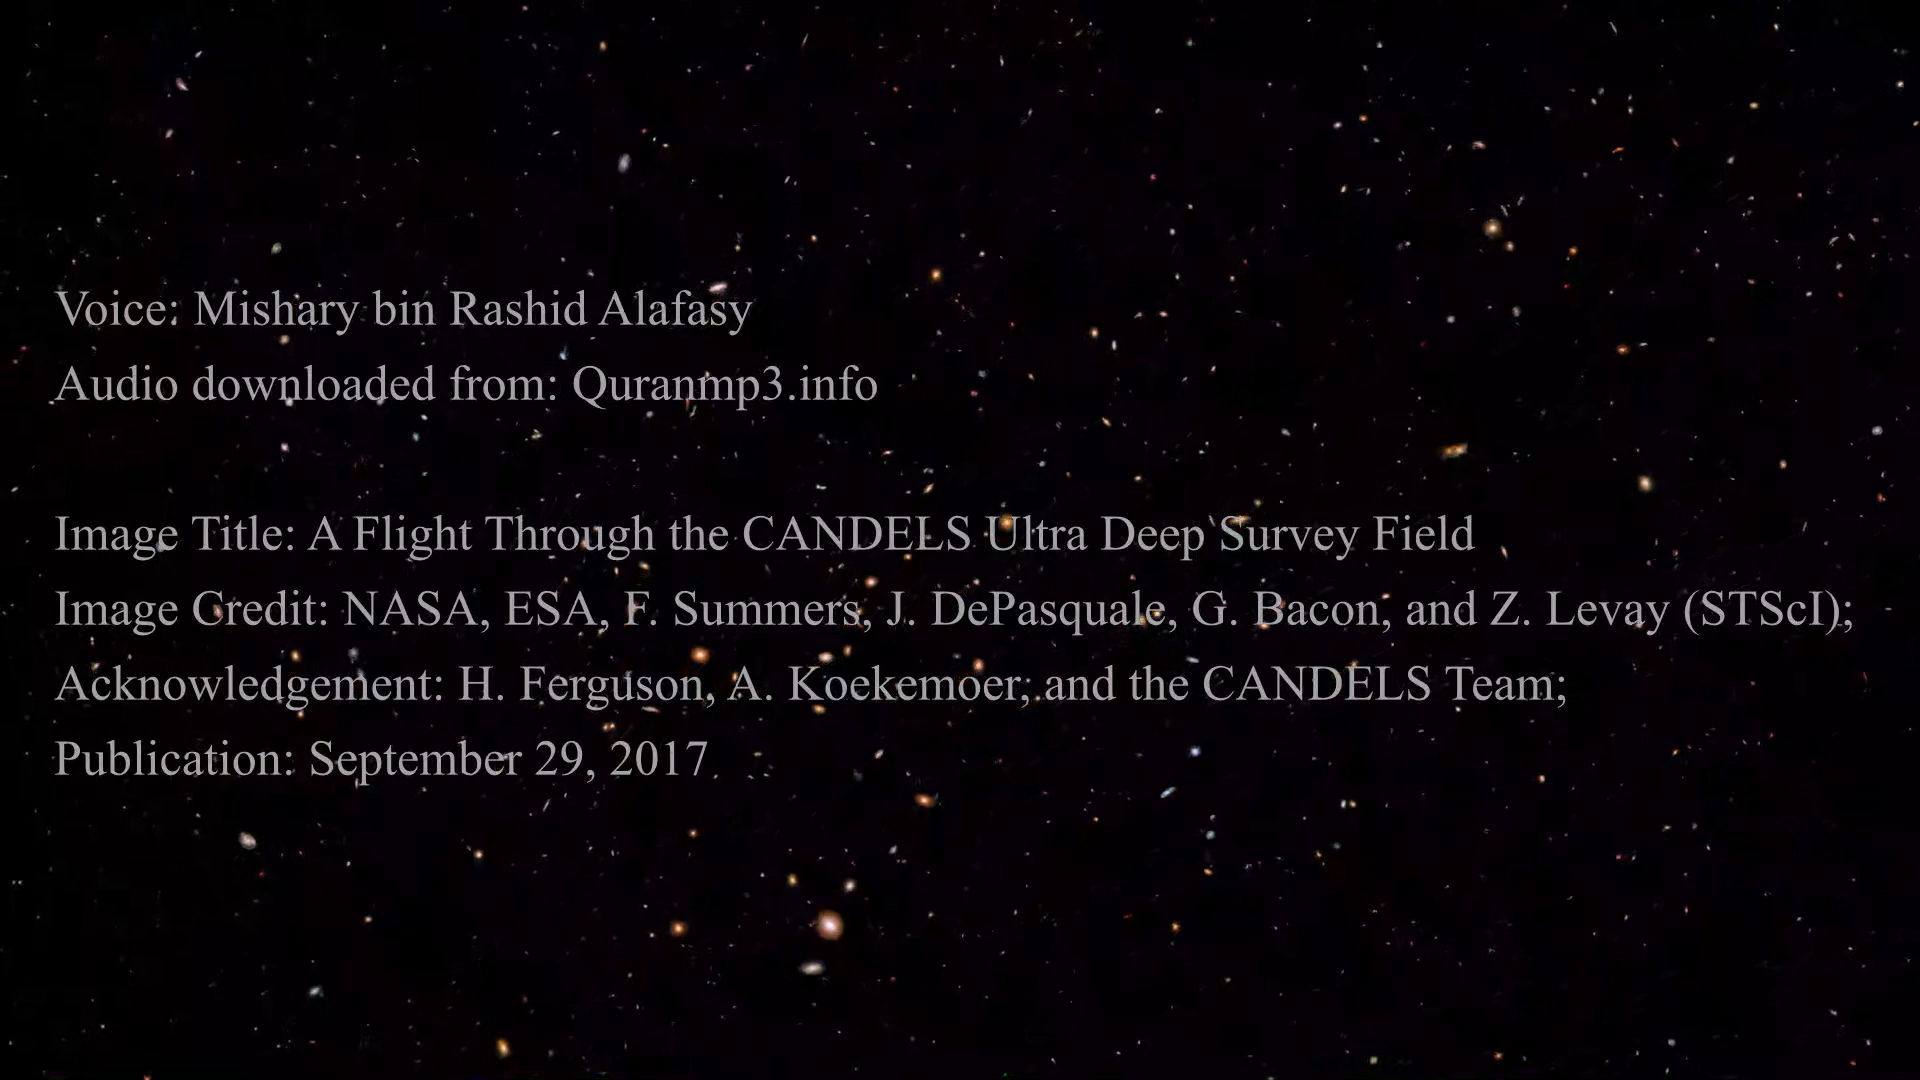 Voice: Mishary bin Rashid Alafasy
Audio downloaded from: Quranmp3.info
Image Title: A Flight Through the CANDELS Ultra Deep Survey Field
Image Credit: NASA, ESA, F. Summers, J. DePasquale, G. Bacon, and Z. Levay (STScI);
Acknowledgement: H. Ferguson, A. Koekemoer, and the CANDELS Team;
Publication: September 29, 2017